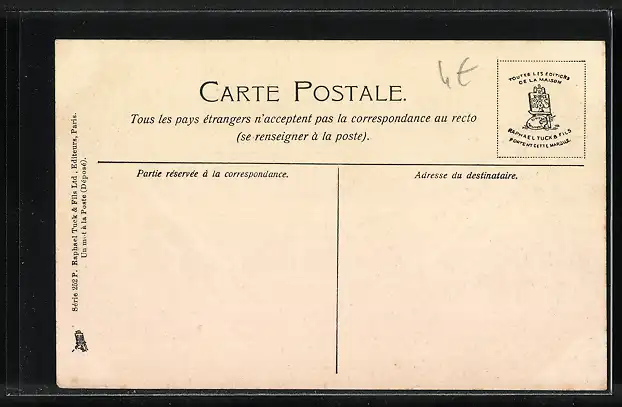 4€
CARTE POSTALE.
Tous les pays étrangers n'acceptent pas la correspondance au recto
(se renseigner à la poste).
TOUTES LES EDITIONS
DE LA MAISON
RAPHAEL TUCK & FILS
PORTENT CETTE MARQUE.
Partie réservée à la correspondance.
Adresse du destinataire.
Série 252 P. Raphael Tuck & Fils Ltd, Editeurs, Paris.
Un mot à la Poste (Déposé).